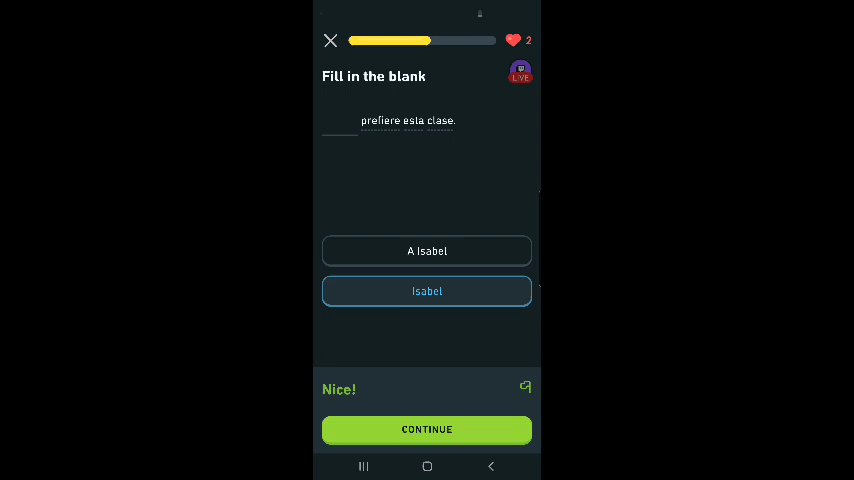 2
Fill in the blank
LIVE
prefiere esta clase.
A Isabel
Isabel
Nice!
CONTINUE